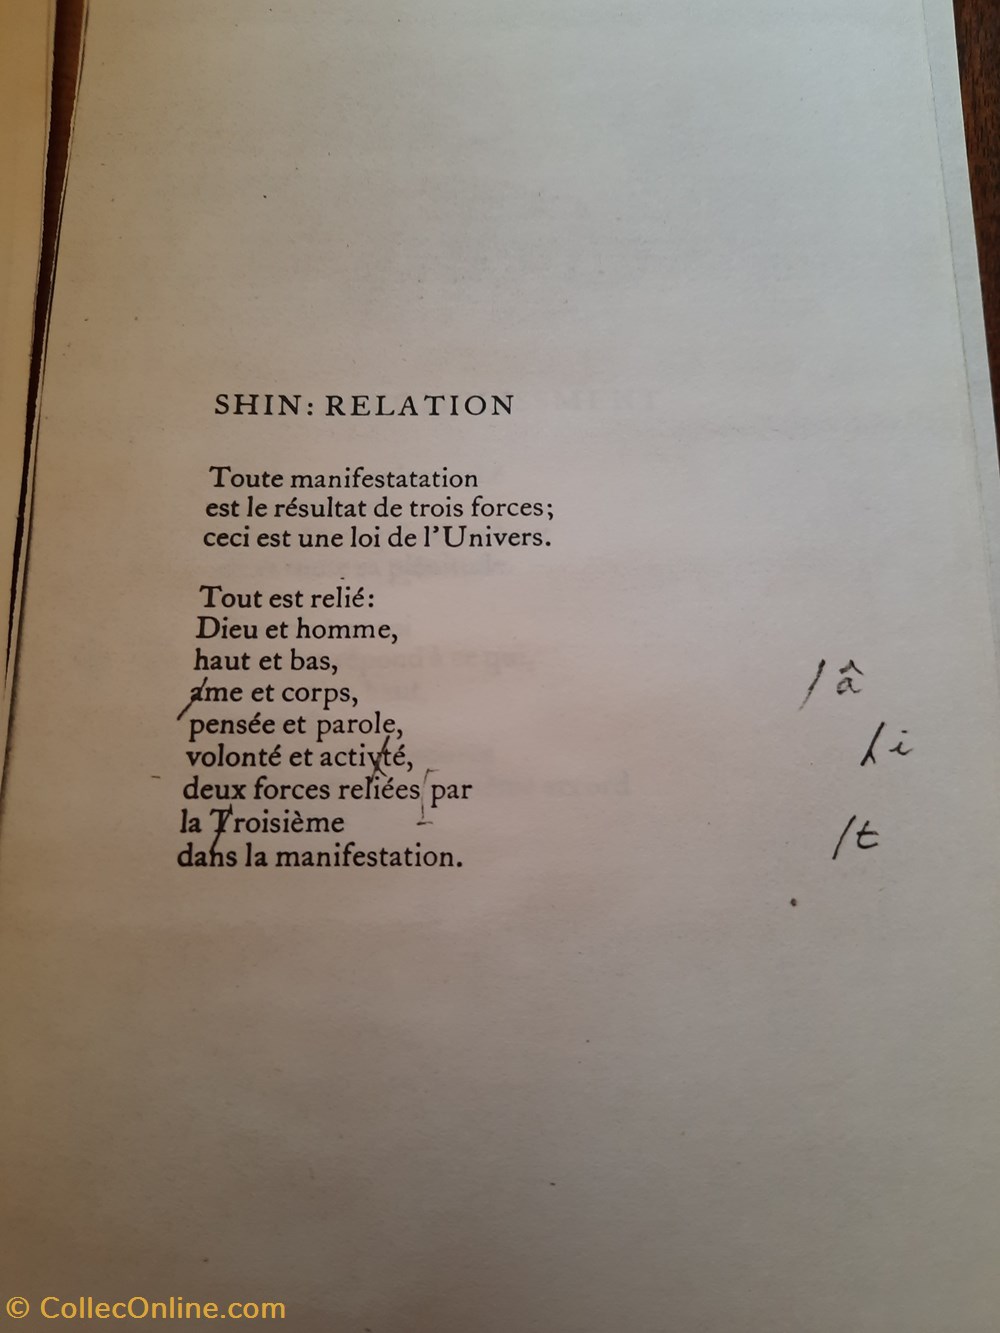 SHIN: RELATION
Toute manifestatation
est le résultat de trois forces;
ceci est une loi de l'Univers.
Tout est relié:
Dieu et homme,
haut et bas,
ame et corps, / â
pensée et parole,
volonté et activté, / i
deux forces reliées par
la Troisième / t
dans la manifestation.
© CollecOnline.com